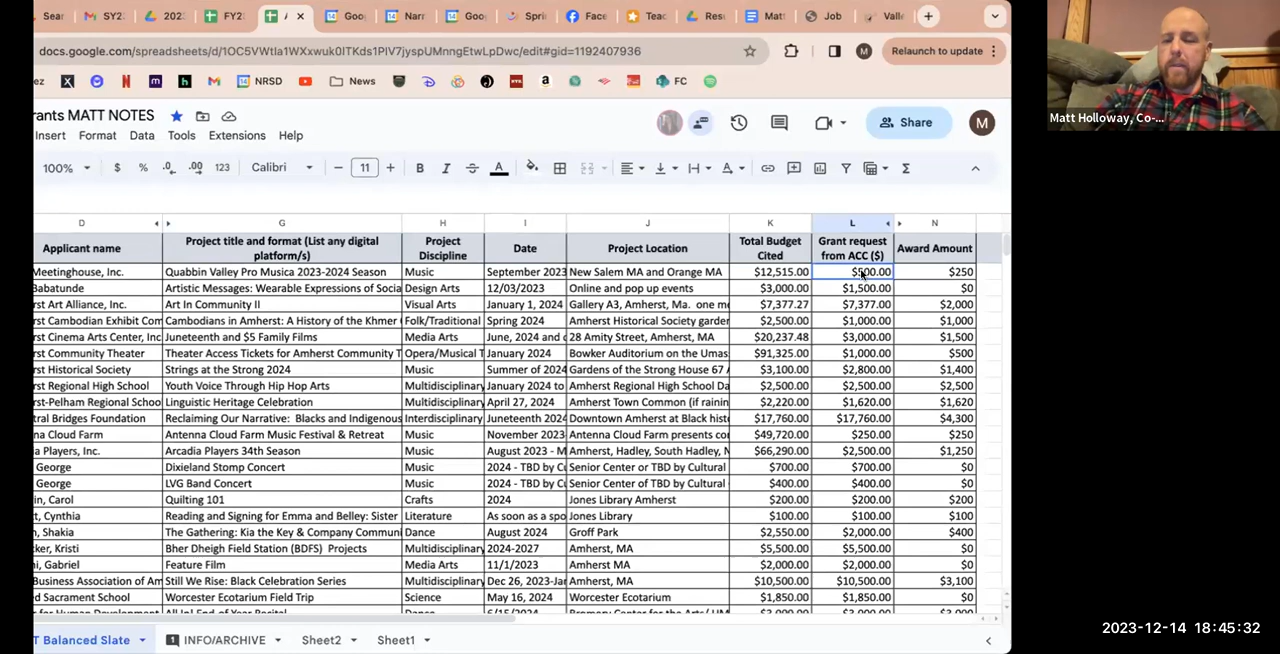 Sear SY2 202 FY2 A Goo Narr Goo Spri Face Teac Res Matt Job Valle
docs.google.com/spreadsheets/d/1OC5VWtla1WXxwuk0ITKds1PIV7jyspUMnngEtwLpDwc/edit#gid=1192407936 M Relaunch to update
ez NRSD News FC
rants MATT NOTES
Insert Format Data Tools Extensions Help
Share M
100% $ % .0 .00 123 Calibri 11 B I A
D G H I J K L N
Applicant name Project title and format (List any digital platform/s) Project Discipline Date Project Location Total Budget Cited Grant request from ACC ($) Award Amount
Meetinghouse, Inc. Quabbin Valley Pro Musica 2023-2024 Season Music September 2023 New Salem MA and Orange MA $12,515.00 $500.00 $250
Babatunde Artistic Messages: Wearable Expressions of Socia Design Arts 12/03/2023 Online and pop up events $3,000.00 $1,500.00 $0
rst Art Alliance, Inc. Art In Community II Visual Arts January 1, 2024 Gallery A3, Amherst, Ma. one m $7,377.27 $7,377.00 $2,000
rst Cambodian Exhibit Com Cambodians in Amherst: A History of the Khmer Folk/Traditional Spring 2024 Amherst Historical Society garden $2,500.00 $1,000.00 $1,000
rst Cinema Arts Center, Inc Juneteenth and $5 Family Films Media Arts June, 2024 and 28 Amity Street, Amherst, MA $20,237.48 $3,000.00 $1,500
rst Community Theater Theater Access Tickets for Amherst Community T Opera/Musical T January 2024 Bowker Auditorium on the Umas $91,325.00 $1,000.00 $500
rst Historical Society Strings at the Strong 2024 Music Summer of 2024 Gardens of the Strong House 67 $3,100.00 $2,800.00 $1,400
rst Regional High School Youth Voice Through Hip Hop Arts Multidisciplinary January 2024 to Amherst Regional High School Da $2,500.00 $2,500.00 $2,500
rst-Pelham Regional Schoo Linguistic Heritage Celebration Multidisciplinary April 27, 2024 Amherst Town Common (if rainin $2,220.00 $1,620.00 $1,620
tral Bridges Foundation Reclaiming Our Narrative: Blacks and Indigenous Interdisciplinary Juneteenth 2024 Downtown Amherst at Black hist $17,760.00 $17,760.00 $4,300
na Cloud Farm Antenna Cloud Farm Music Festival & Retreat Music November 2023 Antenna Cloud Farm presents co $49,720.00 $250.00 $250
ia Players, Inc. Arcadia Players 34th Season Music August 2023 - M Amherst, Hadley, South Hadley, N $66,290.00 $2,500.00 $1,250
George Dixieland Stomp Concert Music 2024 - TBD by C Senior Center or TBD by Cultural $700.00 $700.00 $0
George LVG Band Concert Music 2024 - TBD by C Senior Center of TBD by Cultural $400.00 $400.00 $0
in, Carol Quilting 101 Crafts 2024 Jones Library Amherst $200.00 $200.00 $200
t, Cynthia Reading and Signing for Emma and Belley: Sister Literature As soon as a spo Jones Library $100.00 $100.00 $100
n, Shakia The Gathering: Kia the Key & Company Communi Dance August 2024 Groff Park $2,550.00 $2,000.00 $400
ker, Kristi Bher Dheigh Field Station (BDFS) Projects Multidisciplinary 2024-2027 Amherst, MA $5,500.00 $5,500.00 $0
i, Gabriel Feature Film Media Arts 11/1/2023 Amherst, MA $2,000.00 $2,000.00 $0
Business Association of Am Still We Rise: Black Celebration Series Multidisciplinary Dec 26, 2023-Ja Amherst, MA $10,500.00 $10,500.00 $3,100
d Sacrament School Worcester Ecotarium Field Trip Science May 16, 2024 Worcester Ecotarium $1,850.00 $1,850.00 $0
T Balanced Slate 1 INFO/ARCHIVE Sheet2 Sheet1
Matt Holloway, Co-...
2023-12-14 18:45:32